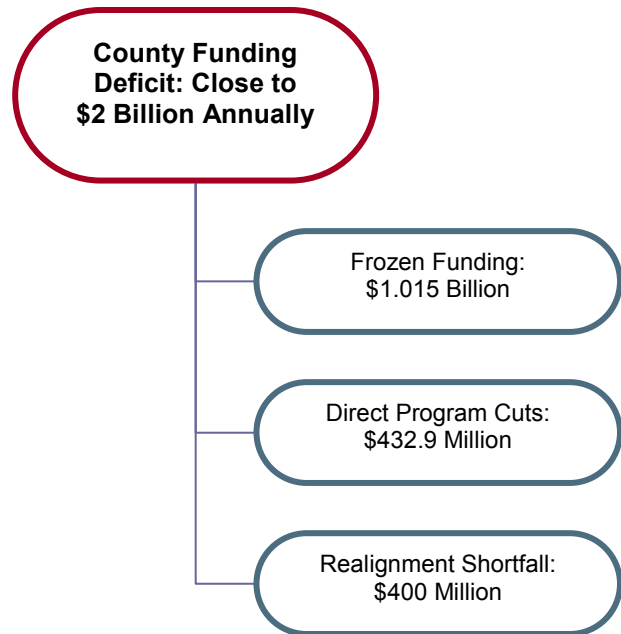 County Funding
Deficit: Close to
$2 Billion Annually
Frozen Funding:
$1.015 Billion
Direct Program Cuts:
$432.9 Million
Realignment Shortfall:
$400 Million